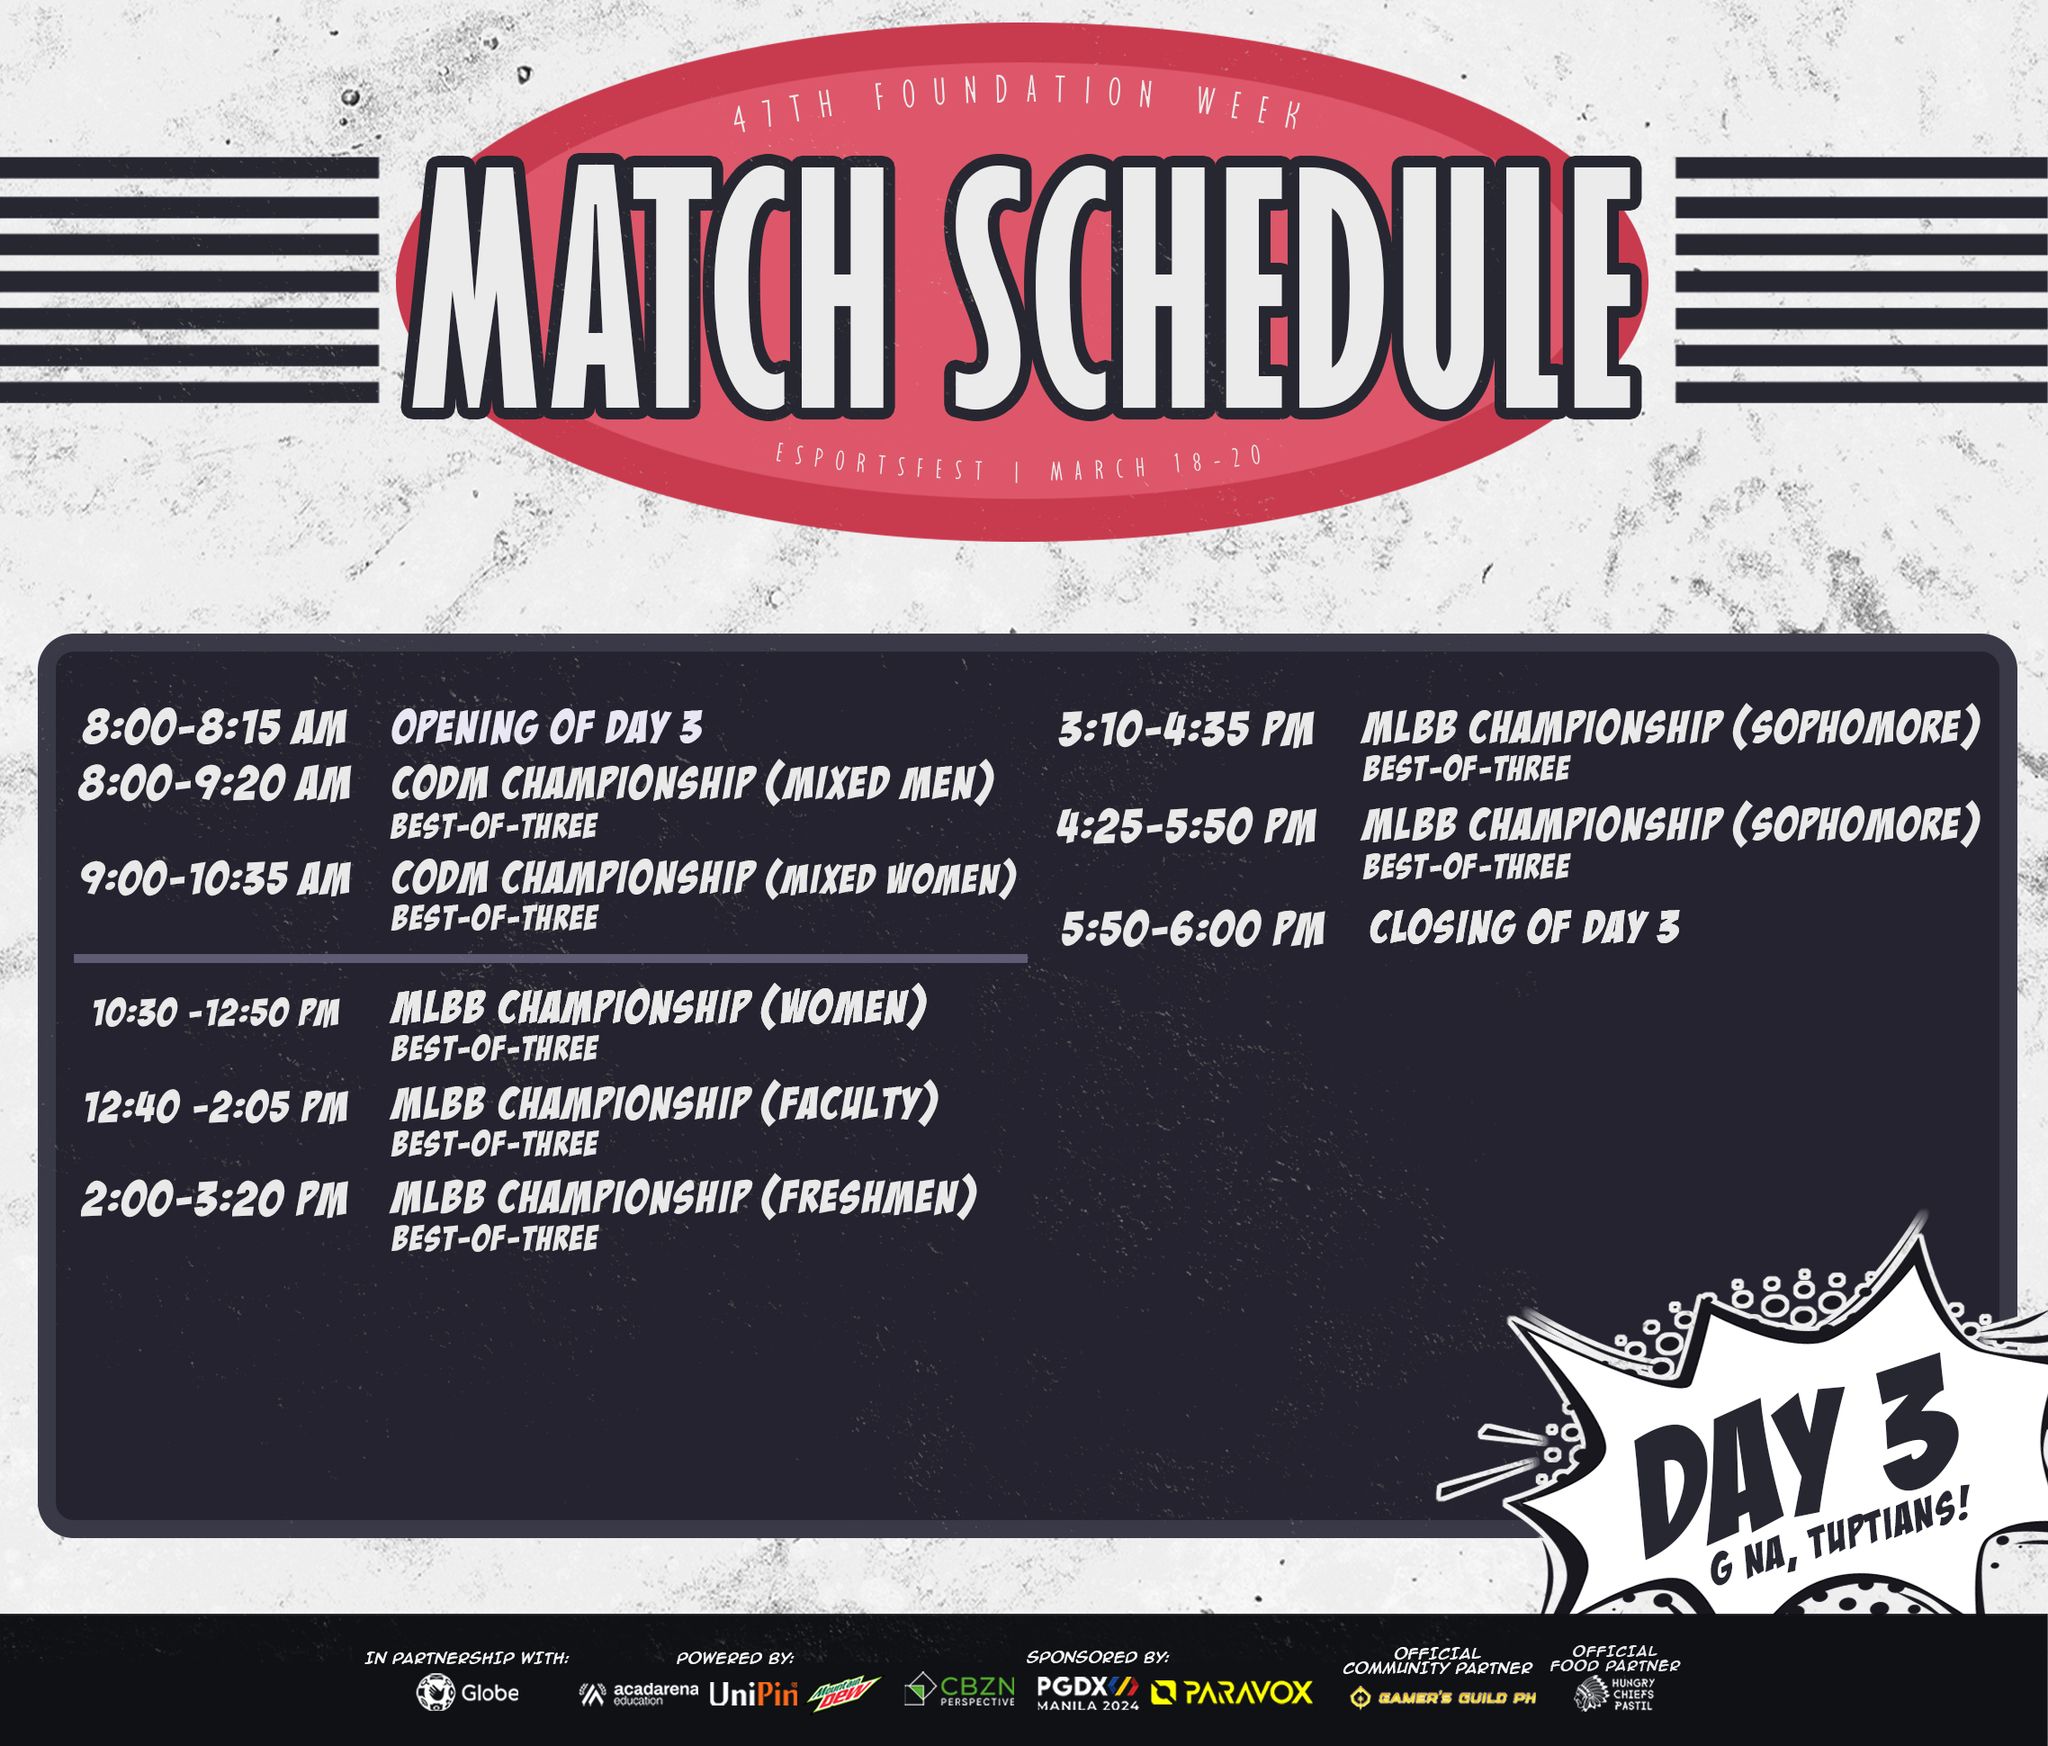 47TH FOUNDATION WEEK
MATCH SCHEDULE
ESPORTSFEST | MARCH 18-20
8:00-8:15 AM OPENING OF DAY 3
8:00-9:20 AM CODM CHAMPIONSHIP (MIXED MEN)
BEST-OF-THREE
9:00-10:35 AM CODM CHAMPIONSHIP (MIXED WOMEN)
BEST-OF-THREE
10:30 -12:50 PM MLBB CHAMPIONSHIP (WOMEN)
BEST-OF-THREE
12:40 -2:05 PM MLBB CHAMPIONSHIP (FACULTY)
BEST-OF-THREE
2:00-3:20 PM MLBB CHAMPIONSHIP (FRESHMEN)
BEST-OF-THREE
3:10-4:35 PM MLBB CHAMPIONSHIP (SOPHOMORE)
BEST-OF-THREE
4:25-5:50 PM MLBB CHAMPIONSHIP (SOPHOMORE)
BEST-OF-THREE
5:50-6:00 PM CLOSING OF DAY 3
DAY 3
G NA, TUPTIANS!
IN PARTNERSHIP WITH:
Globe
POWERED BY:
acadarena
education
UniPin
Mountain
DEW
SPONSORED BY:
CBZN
PERSPECTIVE
PGDX
MANILA 2024
PARAVOX
OFFICIAL
COMMUNITY PARTNER
GAMER'S GUILD PH
OFFICIAL
FOOD PARTNER
HUNGRY
CHIEFS
PASTIL